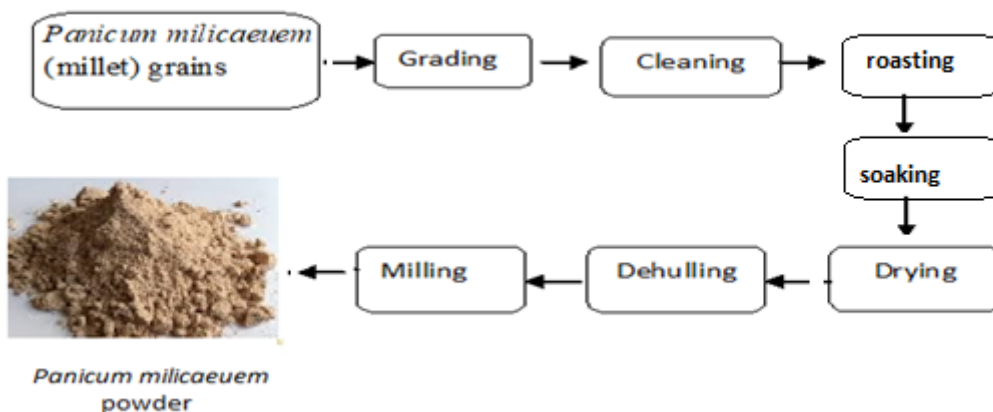 Panicum milicaeuem
(millet) grains
Grading
Cleaning
roasting
soaking
Drying
Dehulling
Milling
Panicum milicaeuem
powder